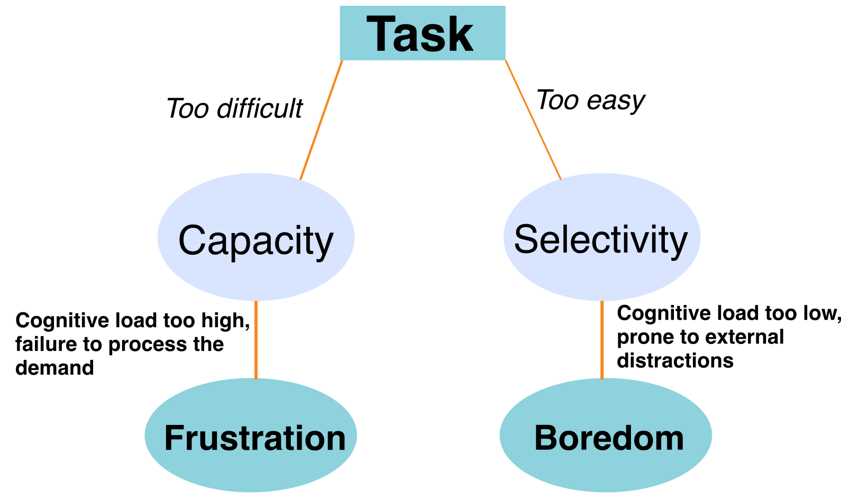 Task
Too difficult
Too easy
Capacity
Selectivity
Cognitive load too high,
failure to process the
demand
Cognitive load too low,
prone to external
distractions
Frustration
Boredom